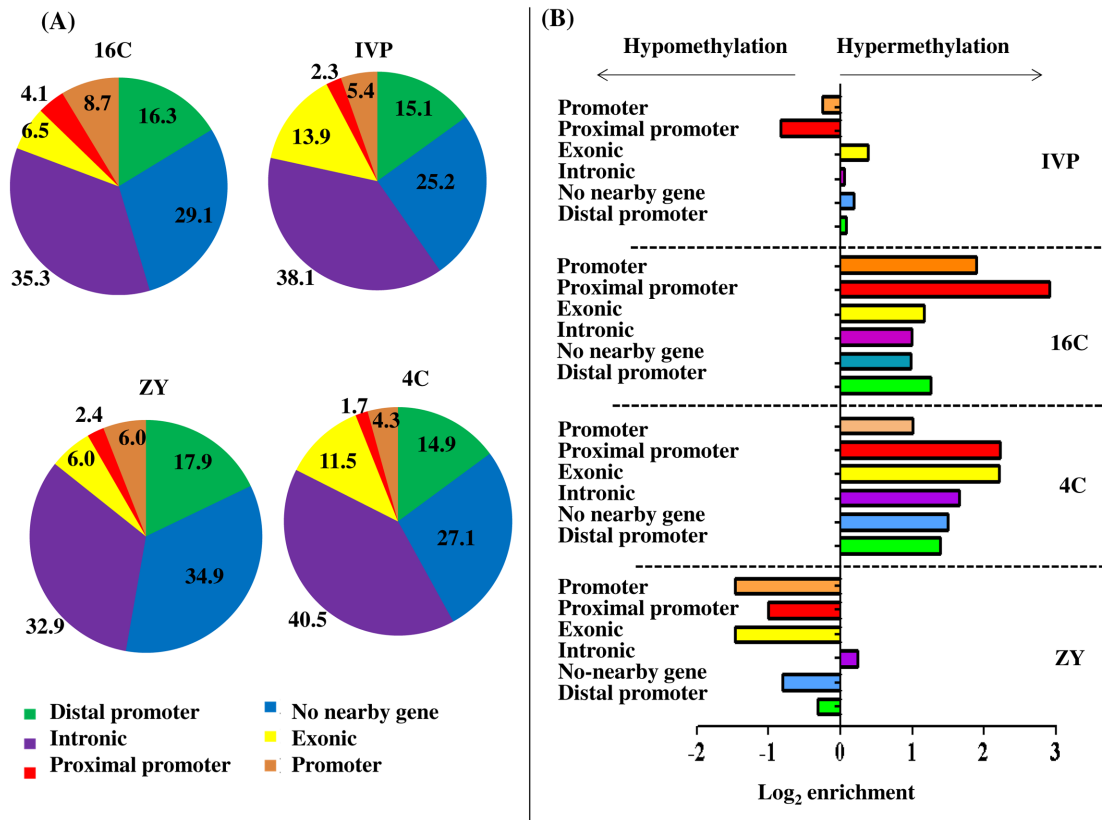 (A)
16C
4.1
8.7
16.3
6.5
29.1
35.3
IVP
2.3
5.4
15.1
13.9
25.2
38.1
ZY
2.4
6.0
17.9
6.0
34.9
32.9
4C
1.7
4.3
14.9
11.5
27.1
40.5
Distal promoter
Intronic
Proximal promoter
No nearby gene
Exonic
Promoter
(B)
Hypomethylation
Hypermethylation
Promoter
Proximal promoter
Exonic
Intronic
No nearby gene
Distal promoter
IVP
Promoter
Proximal promoter
Exonic
Intronic
No nearby gene
Distal promoter
16C
Promoter
Proximal promoter
Exonic
Intronic
No nearby gene
Distal promoter
4C
Promoter
Proximal promoter
Exonic
Intronic
No-nearby gene
Distal promoter
ZY
-2 -1 0 1 2 3
Log₂ enrichment